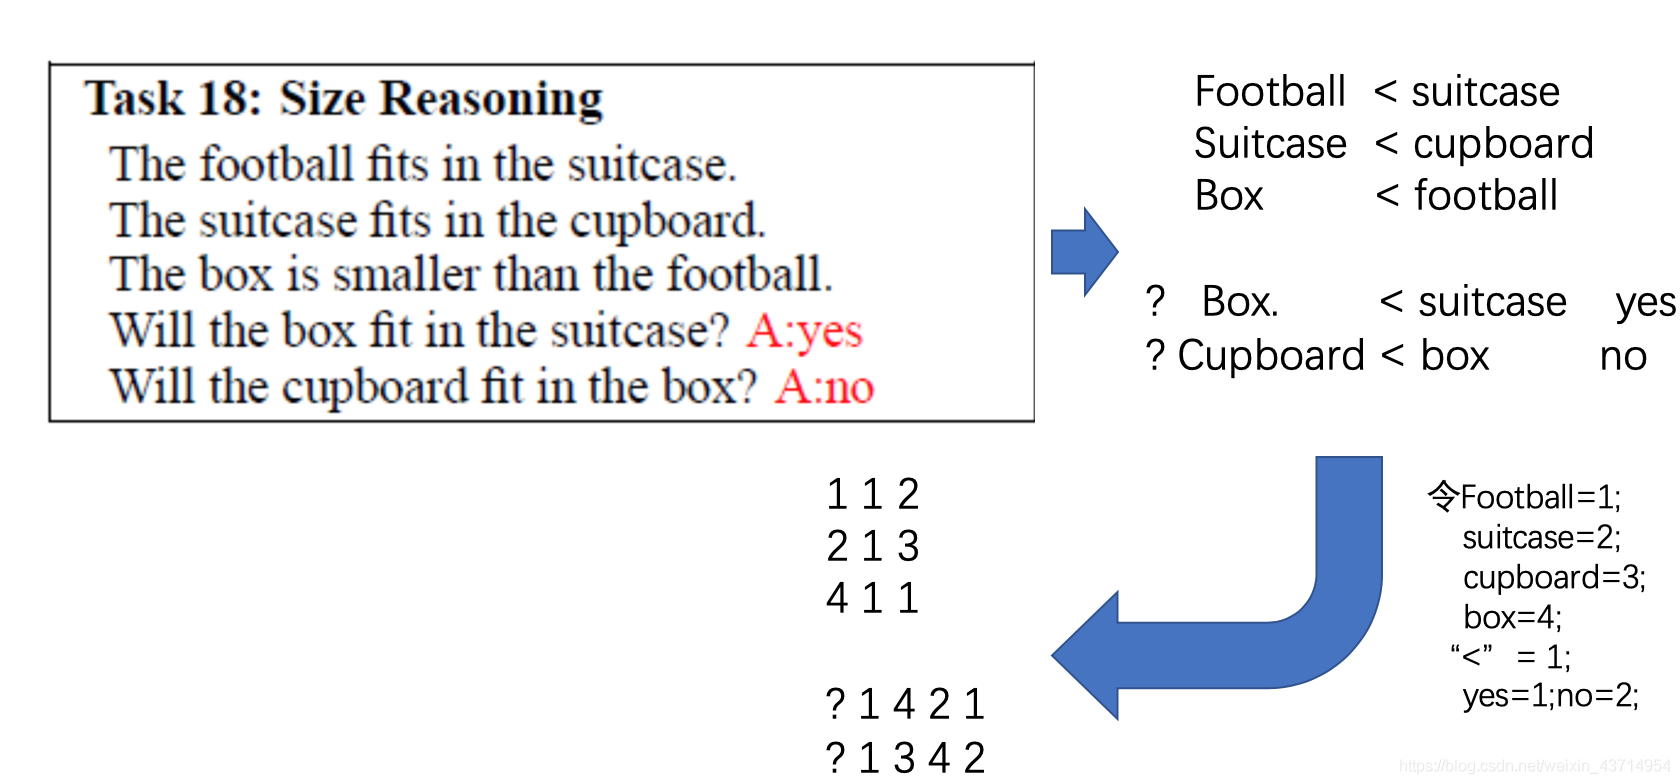 Task 18: Size Reasoning
The football fits in the suitcase.
The suitcase fits in the cupboard.
The box is smaller than the football.
Will the box fit in the suitcase? A:yes
Will the cupboard fit in the box? A:no
Football < suitcase
Suitcase < cupboard
Box < football
? Box. < suitcase yes
? Cupboard < box no
令Football=1;
suitcase=2;
cupboard=3;
box=4;
“<” = 1;
yes=1;no=2;
1 1 2
2 1 3
4 1 1
? 1 4 2 1
? 1 3 4 2
https://blog.csdn.net/weixin_43714954